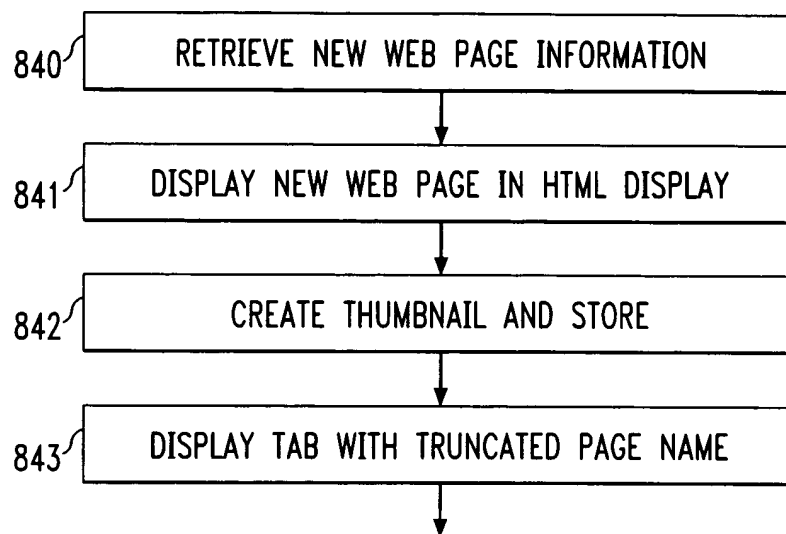 840 RETRIEVE NEW WEB PAGE INFORMATION
841 DISPLAY NEW WEB PAGE IN HTML DISPLAY
842 CREATE THUMBNAIL AND STORE
843 DISPLAY TAB WITH TRUNCATED PAGE NAME